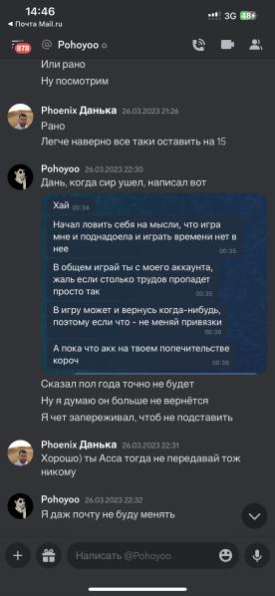 14:46
3G 48+
◂ Почта Mail.ru
878
@ Pohoyoo
Или рано
Ну посмотрим
Phoenix Данька 26.03.2023 21:26
Рано
Легче наверно все таки оставить на 15
Pohoyoo 26.03.2023 22:30
Дань, когда сир ушел, написал вот
Хай 00:34
Начал ловить себя на мысли, что игра
мне и поднадоела и играть времени нет в
нее 00:35
В общем играй ты с моего аккаунта,
жаль если столько трудов пропадет
просто так 00:35
В игру может и вернусь когда-нибудь,
поэтому если что - не меняй привязки
00:36
А пока что акк на твоем попечительстве
короч 00:36
Сказал пол года точно не будет
Ну я думаю он больше не вернётся
Я чет запереживал, чтоб не подставить
Phoenix Данька 26.03.2023 22:31
Хорошо) ты Асса тогда не передавай тож
никому
Pohoyoo 26.03.2023 22:32
Я даж почту не буду менять
Написать @Pohoyoo